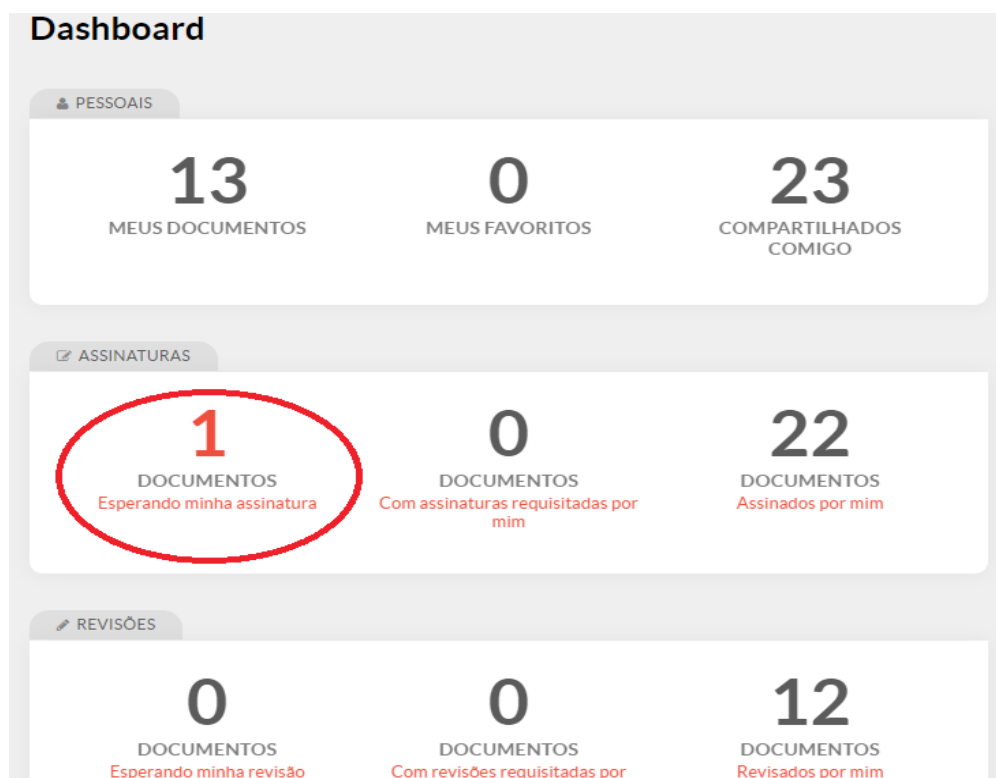 Dashboard
PESSOAIS
13
MEUS DOCUMENTOS
0
MEUS FAVORITOS
23
COMPARTILHADOS
COMIGO
ASSINATURAS
1
DOCUMENTOS
Esperando minha assinatura
0
DOCUMENTOS
Com assinaturas requisitadas por
mim
22
DOCUMENTOS
Assinados por mim
REVISÕES
0
DOCUMENTOS
Esperando minha revisão
0
DOCUMENTOS
Com revisões requisitadas por
12
DOCUMENTOS
Revisados por mim